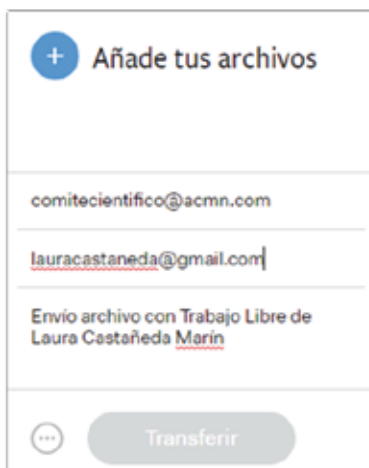 Añade tus archivos
comitecientifico@acmn.com
lauracastaneda@gmail.com
Envío archivo con Trabajo Libre de
Laura Castañeda Marín
Transferir